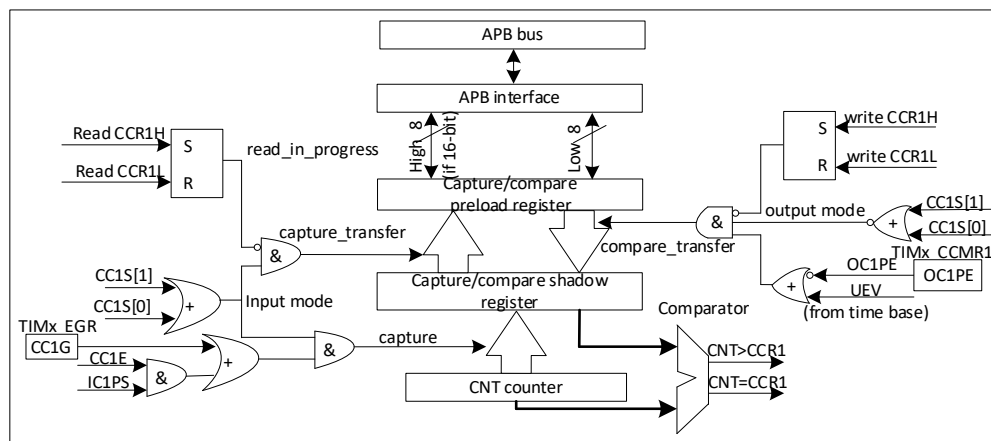 APB bus
APB interface
High 8
(if 16-bit)
Low 8
Read CCR1H
Read CCR1L
S
R
read_in_progress
S
R
write CCR1H
write CCR1L
Capture/compare
preload register
capture_transfer
&
CC1S[1]
CC1S[0]
+
Input mode
compare_transfer
&
output mode
CC1S[1]
CC1S[0]
+
TIMx_CCMR1
OC1PE
OC1PE
UEV
+
(from time base)
Capture/compare shadow
register
Comparator
TIMx_EGR
CC1G
CC1E
IC1PS
&
+
&
capture
CNT counter
CNT>CCR1
CNT=CCR1